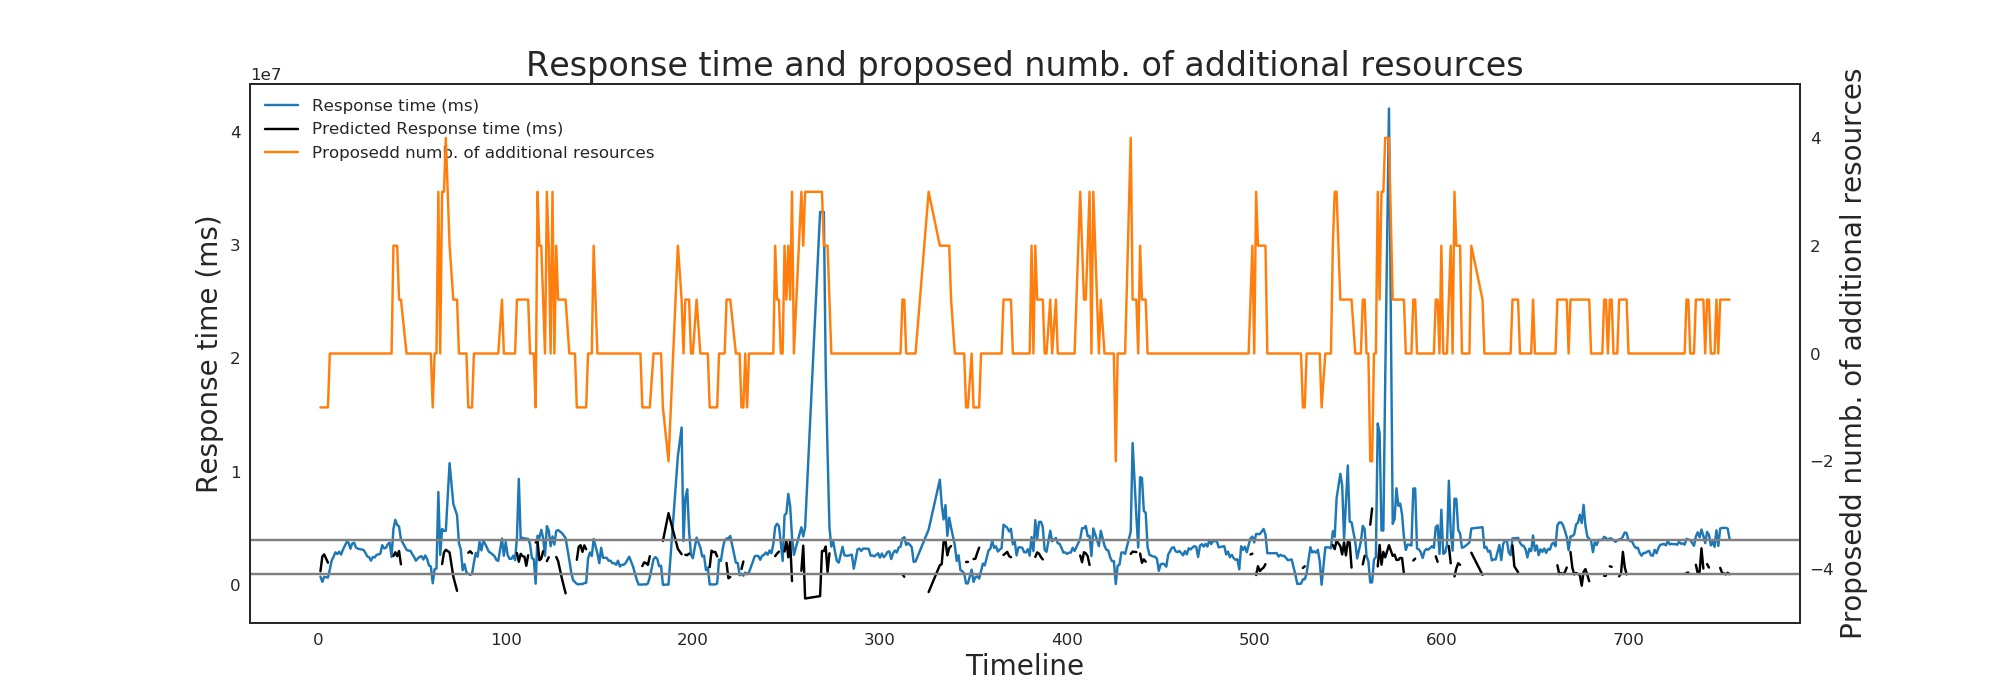 Response time and proposed numb. of additional resources
1e7
Response time (ms)
Predicted Response time (ms)
Proposedd numb. of additional resources
4
3
2
1
0
Response time (ms)
4
2
0
−2
−4
Proposedd numb. of additional resources
0 100 200 300 400 500 600 700
Timeline